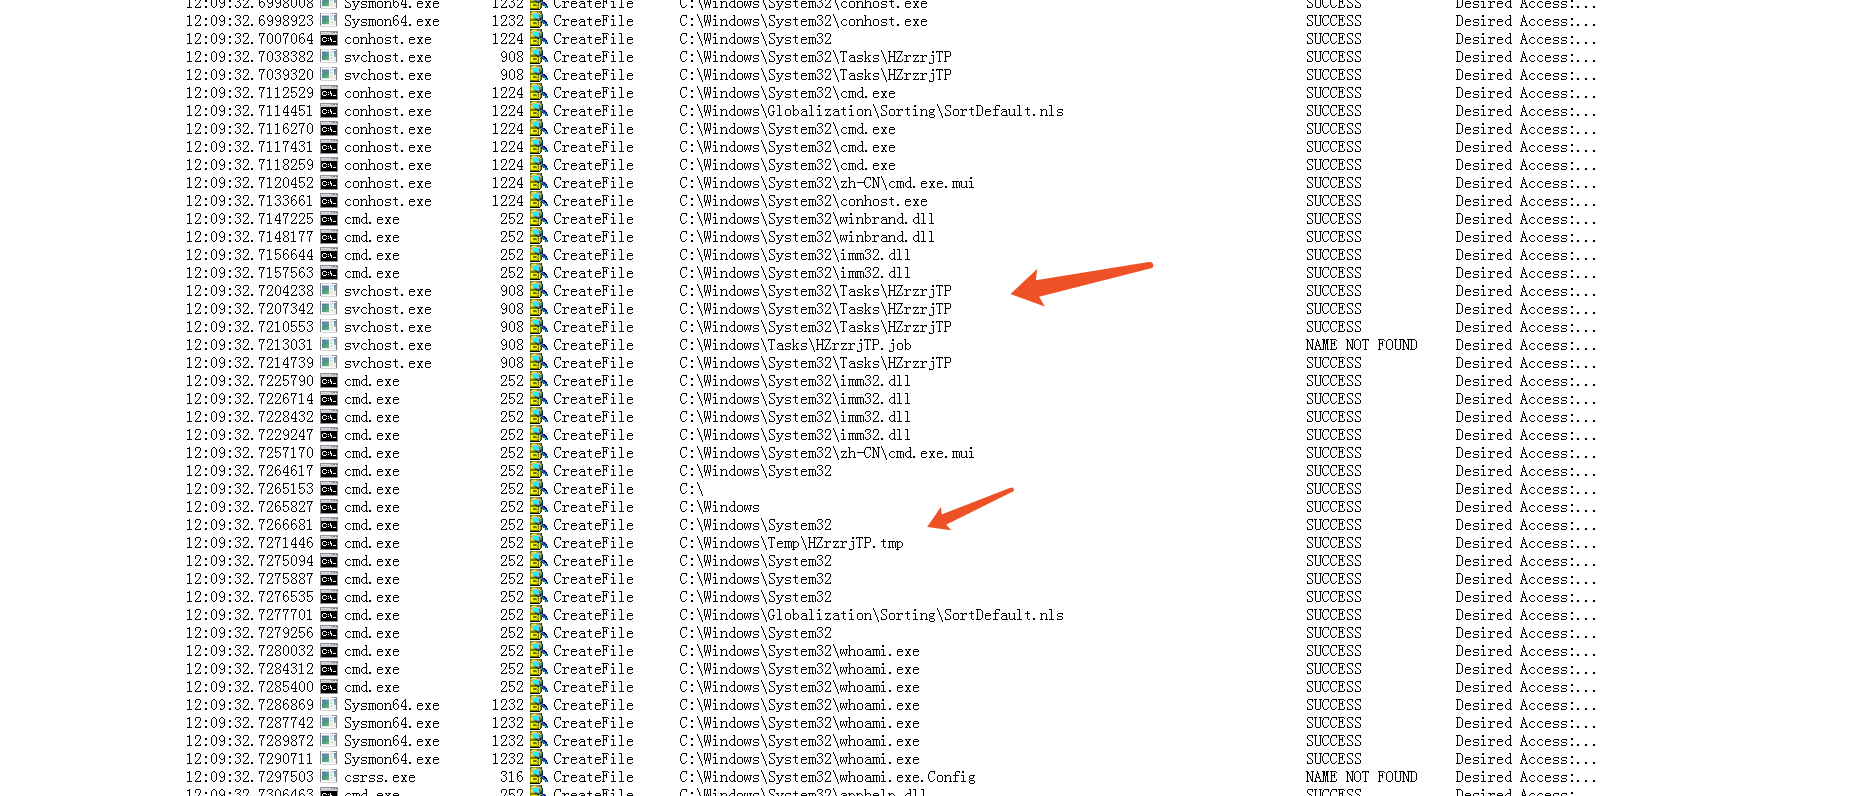 12:09:32.6998008 Sysmon64.exe 1232 CreateFile C:\Windows\System32\conhost.exe SUCCESS Desired Access:...
12:09:32.6998923 Sysmon64.exe 1232 CreateFile C:\Windows\System32\conhost.exe SUCCESS Desired Access:...
12:09:32.7007064 conhost.exe 1224 CreateFile C:\Windows\System32 SUCCESS Desired Access:...
12:09:32.7038382 svchost.exe 908 CreateFile C:\Windows\System32\Tasks\HZrzrjTP SUCCESS Desired Access:...
12:09:32.7039320 svchost.exe 908 CreateFile C:\Windows\System32\Tasks\HZrzrjTP SUCCESS Desired Access:...
12:09:32.7112529 conhost.exe 1224 CreateFile C:\Windows\System32\cmd.exe SUCCESS Desired Access:...
12:09:32.7114451 conhost.exe 1224 CreateFile C:\Windows\Globalization\Sorting\SortDefault.nls SUCCESS Desired Access:...
12:09:32.7116270 conhost.exe 1224 CreateFile C:\Windows\System32\cmd.exe SUCCESS Desired Access:...
12:09:32.7117431 conhost.exe 1224 CreateFile C:\Windows\System32\cmd.exe SUCCESS Desired Access:...
12:09:32.7118259 conhost.exe 1224 CreateFile C:\Windows\System32\cmd.exe SUCCESS Desired Access:...
12:09:32.7120452 conhost.exe 1224 CreateFile C:\Windows\System32\zh-CN\cmd.exe.mui SUCCESS Desired Access:...
12:09:32.7133661 conhost.exe 1224 CreateFile C:\Windows\System32\conhost.exe SUCCESS Desired Access:...
12:09:32.7147225 cmd.exe 252 CreateFile C:\Windows\System32\winbrand.dll SUCCESS Desired Access:...
12:09:32.7148177 cmd.exe 252 CreateFile C:\Windows\System32\winbrand.dll SUCCESS Desired Access:...
12:09:32.7156644 cmd.exe 252 CreateFile C:\Windows\System32\imm32.dll SUCCESS Desired Access:...
12:09:32.7157563 cmd.exe 252 CreateFile C:\Windows\System32\imm32.dll SUCCESS Desired Access:...
12:09:32.7204238 svchost.exe 908 CreateFile C:\Windows\System32\Tasks\HZrzrjTP SUCCESS Desired Access:...
12:09:32.7207342 svchost.exe 908 CreateFile C:\Windows\System32\Tasks\HZrzrjTP SUCCESS Desired Access:...
12:09:32.7210553 svchost.exe 908 CreateFile C:\Windows\System32\Tasks\HZrzrjTP SUCCESS Desired Access:...
12:09:32.7213031 svchost.exe 908 CreateFile C:\Windows\Tasks\HZrzrjTP.job NAME NOT FOUND Desired Access:...
12:09:32.7214739 svchost.exe 908 CreateFile C:\Windows\System32\Tasks\HZrzrjTP SUCCESS Desired Access:...
12:09:32.7225790 cmd.exe 252 CreateFile C:\Windows\System32\imm32.dll SUCCESS Desired Access:...
12:09:32.7226714 cmd.exe 252 CreateFile C:\Windows\System32\imm32.dll SUCCESS Desired Access:...
12:09:32.7228432 cmd.exe 252 CreateFile C:\Windows\System32\imm32.dll SUCCESS Desired Access:...
12:09:32.7229247 cmd.exe 252 CreateFile C:\Windows\System32\imm32.dll SUCCESS Desired Access:...
12:09:32.7257170 cmd.exe 252 CreateFile C:\Windows\System32\zh-CN\cmd.exe.mui SUCCESS Desired Access:...
12:09:32.7264617 cmd.exe 252 CreateFile C:\Windows\System32 SUCCESS Desired Access:...
12:09:32.7265153 cmd.exe 252 CreateFile C:\ SUCCESS Desired Access:...
12:09:32.7265827 cmd.exe 252 CreateFile C:\Windows SUCCESS Desired Access:...
12:09:32.7266681 cmd.exe 252 CreateFile C:\Windows\System32 SUCCESS Desired Access:...
12:09:32.7271446 cmd.exe 252 CreateFile C:\Windows\Temp\HZrzrjTP.tmp SUCCESS Desired Access:...
12:09:32.7275094 cmd.exe 252 CreateFile C:\Windows\System32 SUCCESS Desired Access:...
12:09:32.7275887 cmd.exe 252 CreateFile C:\Windows\System32 SUCCESS Desired Access:...
12:09:32.7276535 cmd.exe 252 CreateFile C:\Windows\System32 SUCCESS Desired Access:...
12:09:32.7277701 cmd.exe 252 CreateFile C:\Windows\Globalization\Sorting\SortDefault.nls SUCCESS Desired Access:...
12:09:32.7279256 cmd.exe 252 CreateFile C:\Windows\System32 SUCCESS Desired Access:...
12:09:32.7280032 cmd.exe 252 CreateFile C:\Windows\System32\whoami.exe SUCCESS Desired Access:...
12:09:32.7284312 cmd.exe 252 CreateFile C:\Windows\System32\whoami.exe SUCCESS Desired Access:...
12:09:32.7285400 cmd.exe 252 CreateFile C:\Windows\System32\whoami.exe SUCCESS Desired Access:...
12:09:32.7286869 Sysmon64.exe 1232 CreateFile C:\Windows\System32\whoami.exe SUCCESS Desired Access:...
12:09:32.7287742 Sysmon64.exe 1232 CreateFile C:\Windows\System32\whoami.exe SUCCESS Desired Access:...
12:09:32.7289872 Sysmon64.exe 1232 CreateFile C:\Windows\System32\whoami.exe SUCCESS Desired Access:...
12:09:32.7290711 Sysmon64.exe 1232 CreateFile C:\Windows\System32\whoami.exe SUCCESS Desired Access:...
12:09:32.7297503 csrss.exe 316 CreateFile C:\Windows\System32\whoami.exe.Config NAME NOT FOUND Desired Access:...
12:09:32.7306463 cmd.exe 252 CreateFile C:\Windows\System32\apphelp.dll SUCCESS Desired Access:...